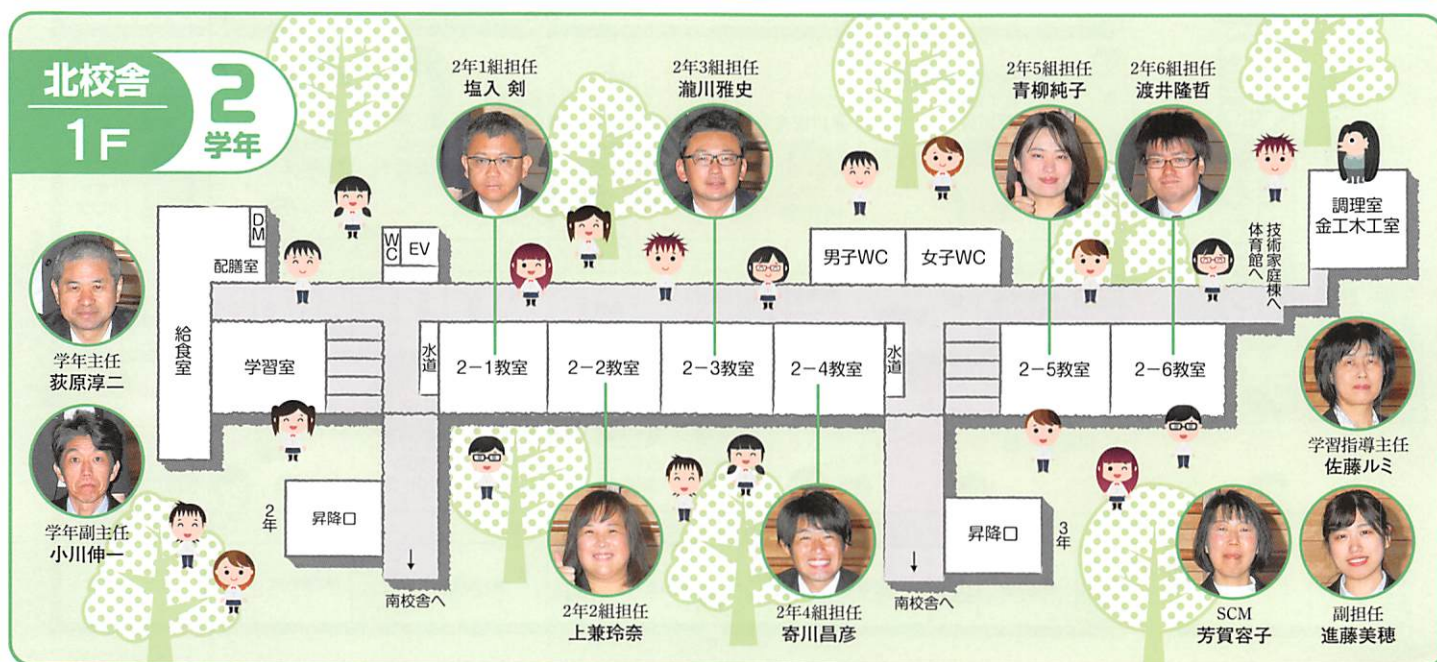 北校舎
1F
2
学年
2年1組担任
塩入 剣
2年3組担任
瀧川雅史
2年5組担任
青柳純子
2年6組担任
渡井隆哲
調理室
金工木工室
技術家庭棟へ
体育館へ
DM
配膳室
WC
EV
男子WC
女子WC
給食室
学習室
水道
2−1教室
2−2教室
2−3教室
2−4教室
水道
2−5教室
2−6教室
学年主任
荻原淳二
学年副主任
小川伸一
学習指導主任
佐藤ルミ
2年
昇降口
昇降口
3年
↓
南校舎へ
↓
南校舎へ
2年2組担任
上兼玲奈
2年4組担任
寄川昌彦
SCM
芳賀容子
副担任
進藤美穂